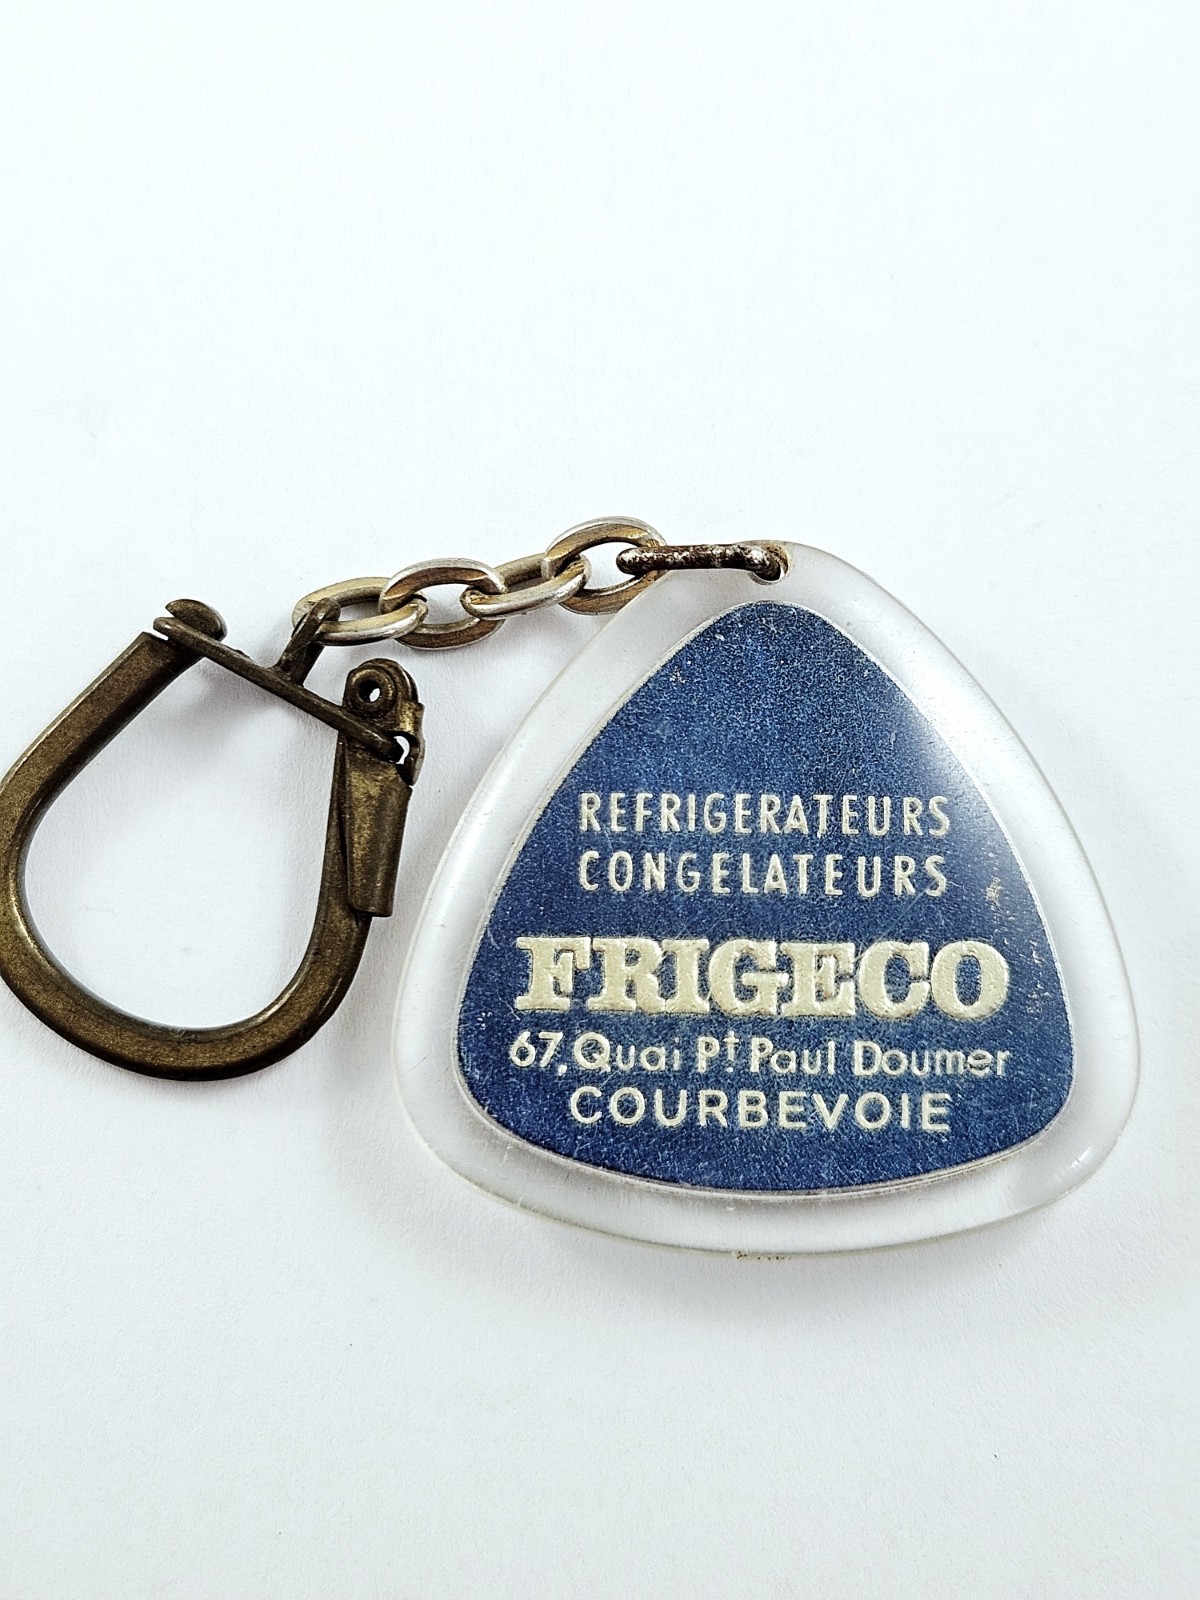 REFRIGERATEURS
CONGELATEURS
FRIGECO
67, Quai Pt Paul Doumer
COURBEVOIE